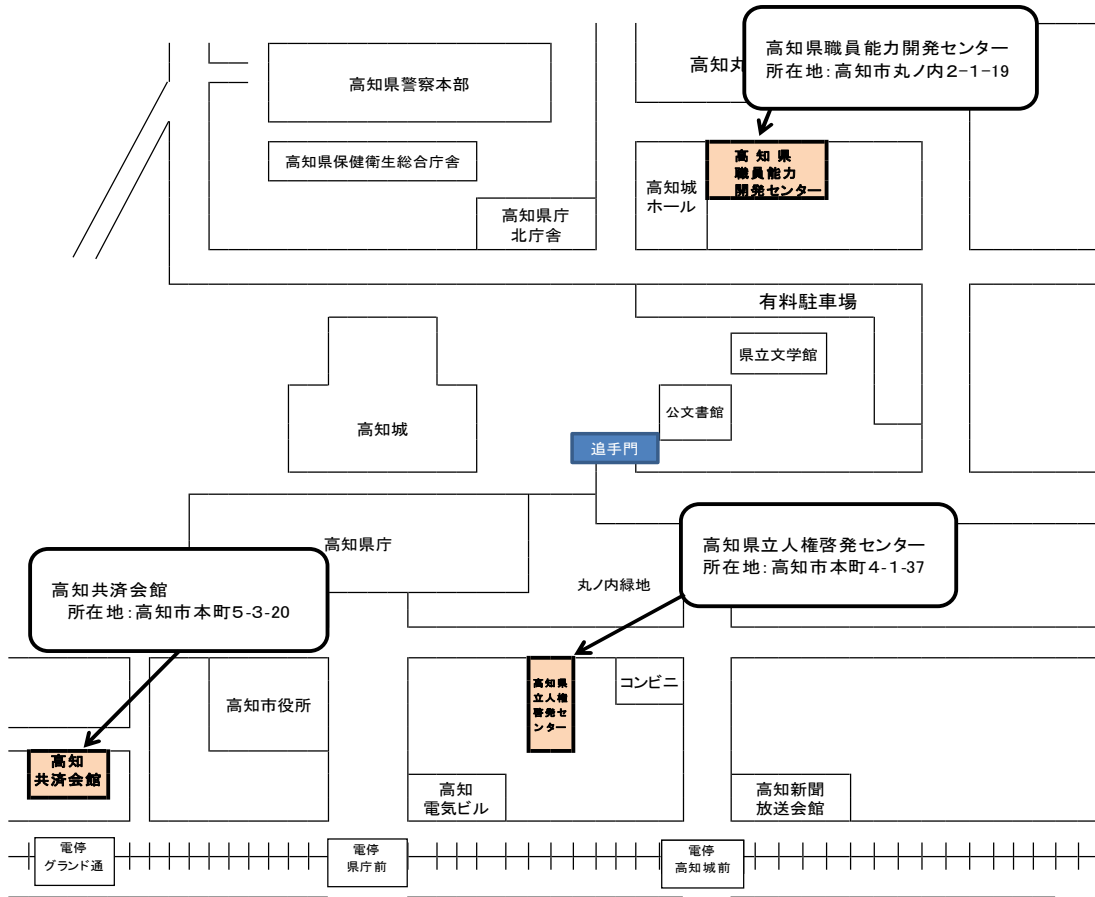 高知県職員能力開発センター
所在地:高知市丸ノ内2-1-19
高知丸
高知県警察本部
高知県保健衛生総合庁舎
高知県庁
北庁舎
高知城
ホール
高 知 県
職員能力
開発センター
有料駐車場
県立文学館
公文書館
高知城
追手門
高知県庁
高知県立人権啓発センター
所在地:高知市本町4-1-37
丸ノ内緑地
高知共済会館
所在地:高知市本町5-3-20
高知市役所
高知県
立人権
啓発セ
ンター
コンビニ
高知
共済会館
高知
電気ビル
高知新聞
放送会館
電停
グランド通
電停
県庁前
電停
高知城前